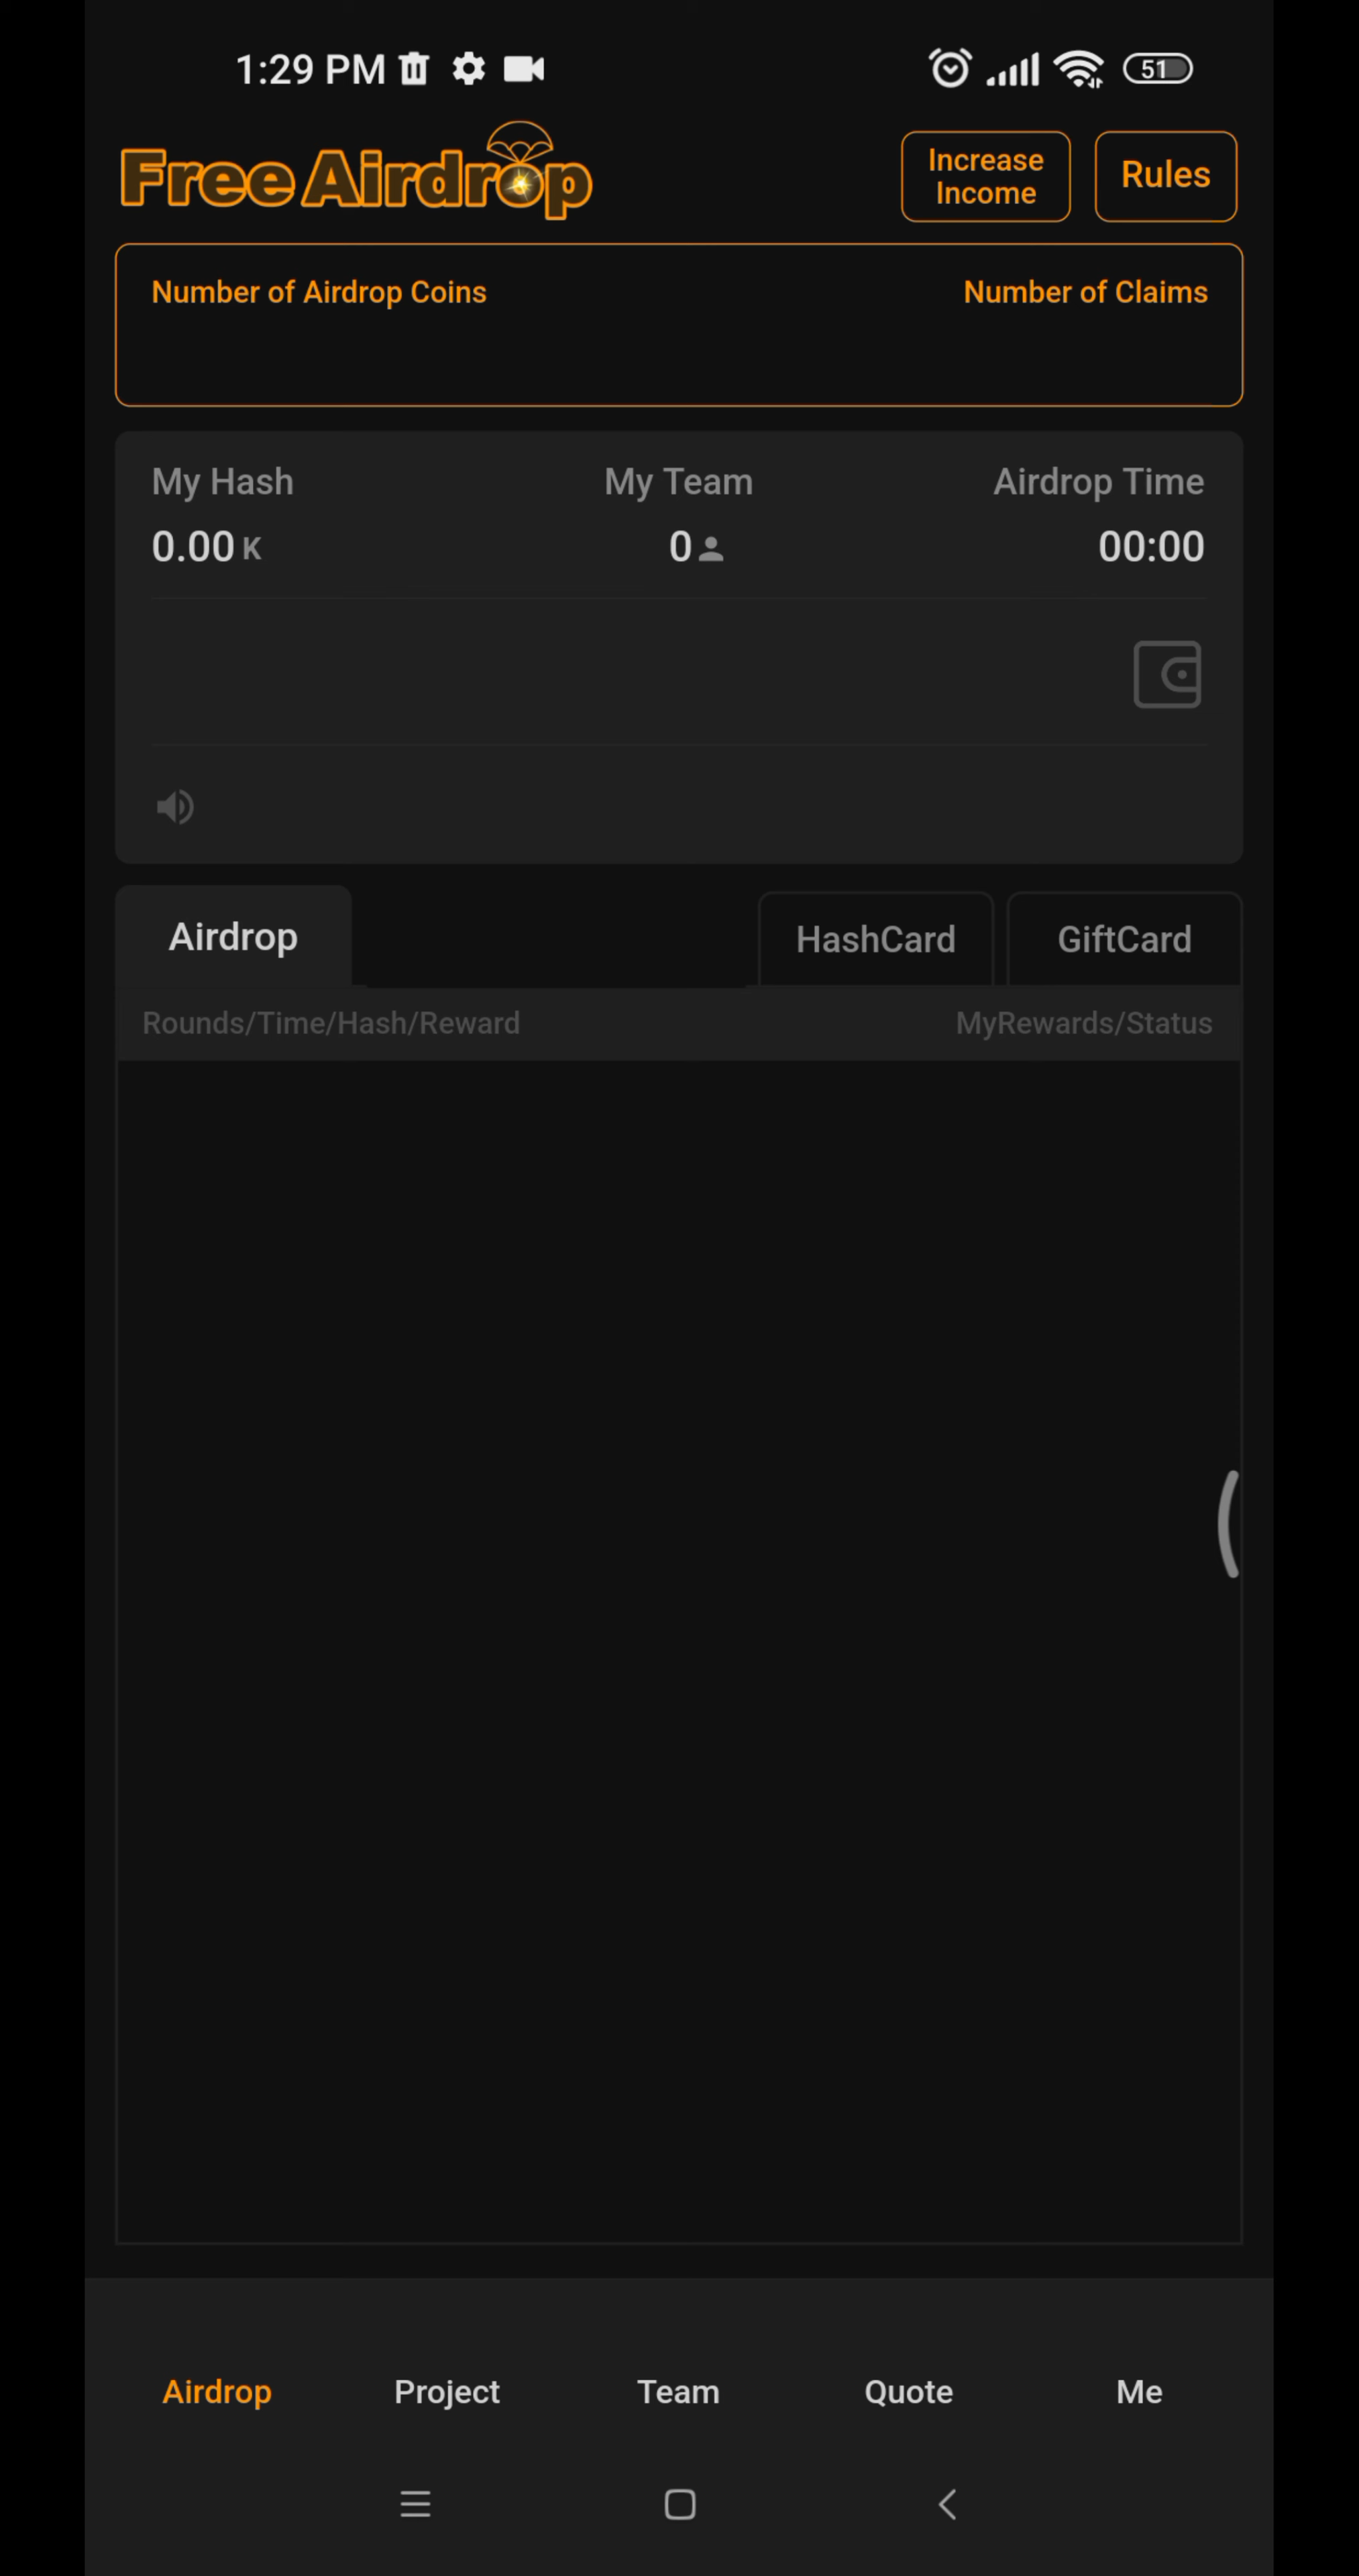 1:29 PM
51
Free Airdrop
Increase
Income
Rules
Number of Airdrop Coins
Number of Claims
My Hash
My Team
Airdrop Time
0.00 K
0
00:00
Airdrop
HashCard
GiftCard
Rounds/Time/Hash/Reward
MyRewards/Status
Airdrop
Project
Team
Quote
Me